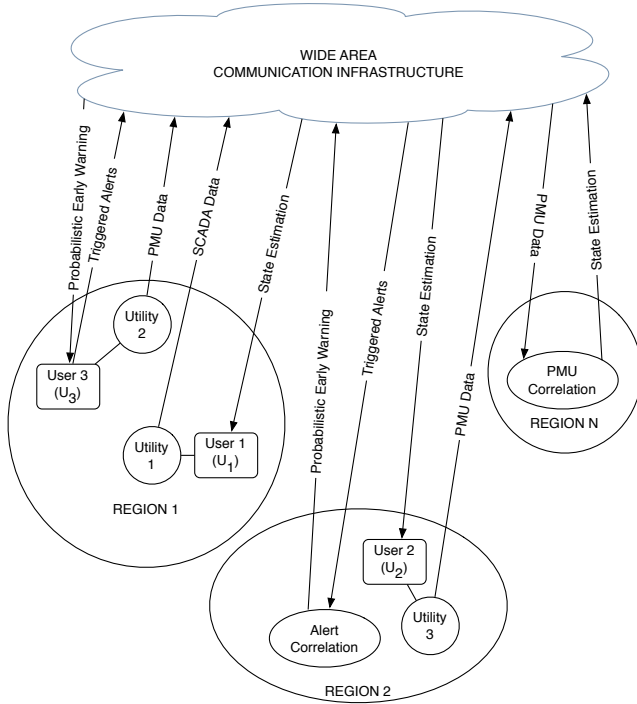 WIDE AREA
COMMUNICATION INFRASTRUCTURE
Probabilistic Early Warning
Triggered Alerts
PMU Data
SCADA Data
State Estimation
Probabilistic Early Warning
Triggered Alerts
State Estimation
PMU Data
PMU Data
State Estimation
Utility
2
User 3
(U3)
Utility
1
User 1
(U1)
REGION 1
PMU
Correlation
REGION N
User 2
(U2)
Utility
3
Alert
Correlation
REGION 2